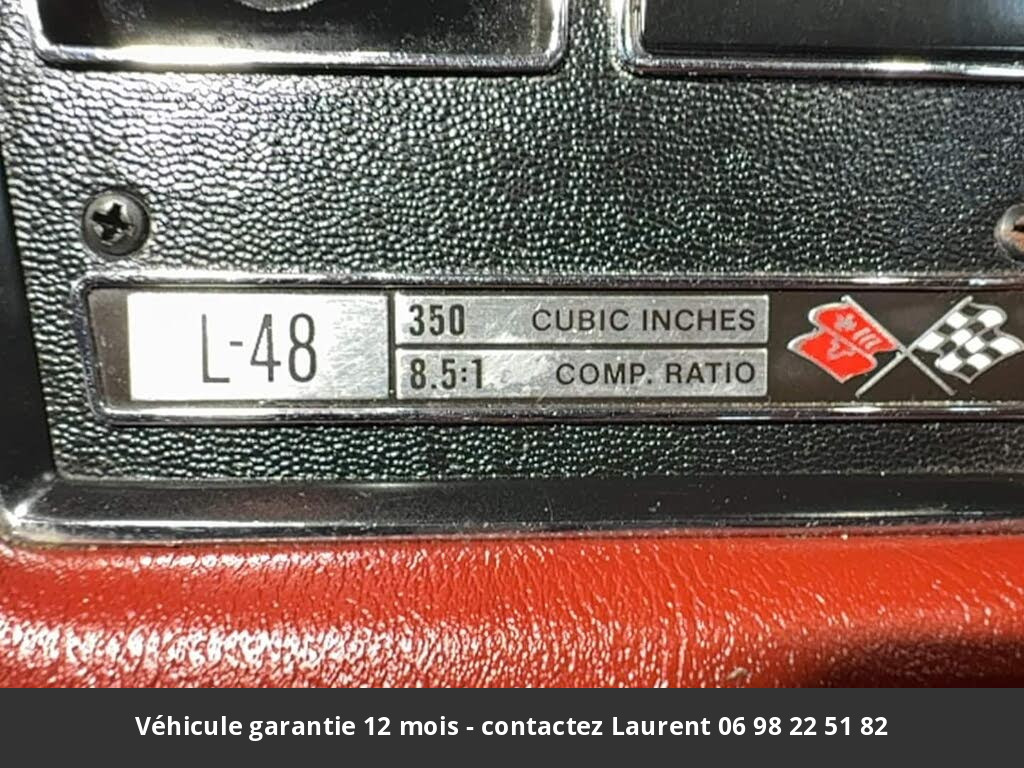 L-48
350 CUBIC INCHES
8.5:1 COMP. RATIO
Véhicule garantie 12 mois - contactez Laurent 06 98 22 51 82